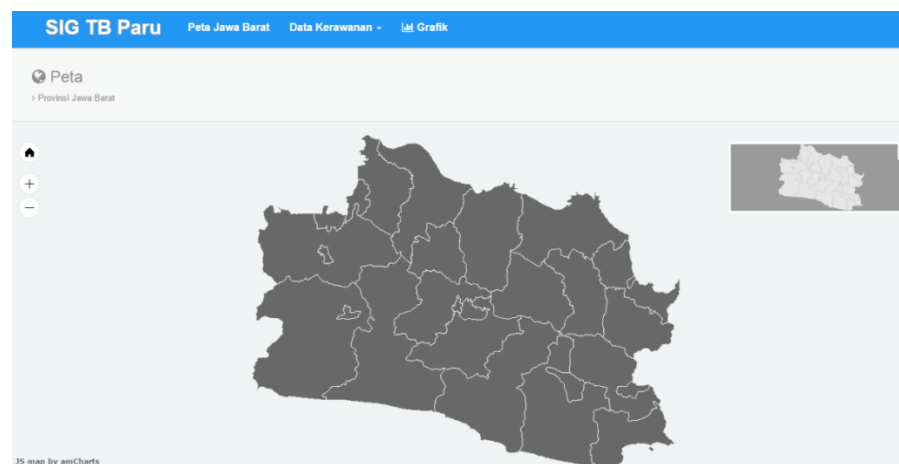 SIG TB Paru Peta Jawa Barat Data Kerawanan Grafik
Peta
› Provinsi Jawa Barat
JS map by amCharts